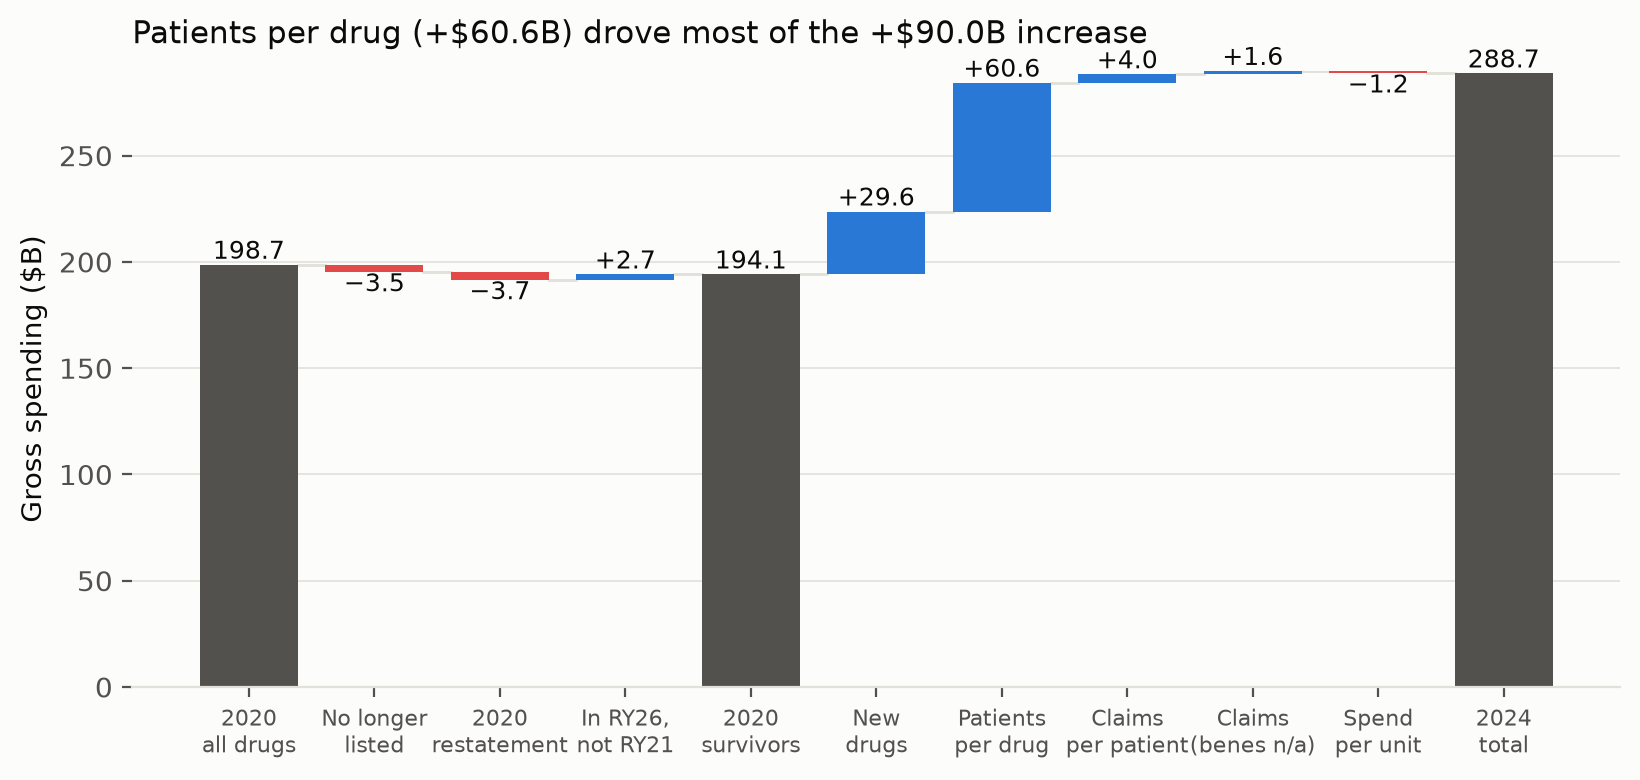 Patients per drug (+$60.6B) drove most of the +$90.0B increase
Gross spending ($B)
250
200
150
100
50
0
198.7
−3.5
−3.7
+2.7
194.1
+29.6
+60.6
+4.0
+1.6
−1.2
288.7
2020
all drugs
No longer
listed
2020
restatement
In RY26,
not RY21
2020
survivors
New
drugs
Patients
per drug
Claims
per patient
Claims
(benes n/a)
Spend
per unit
2024
total